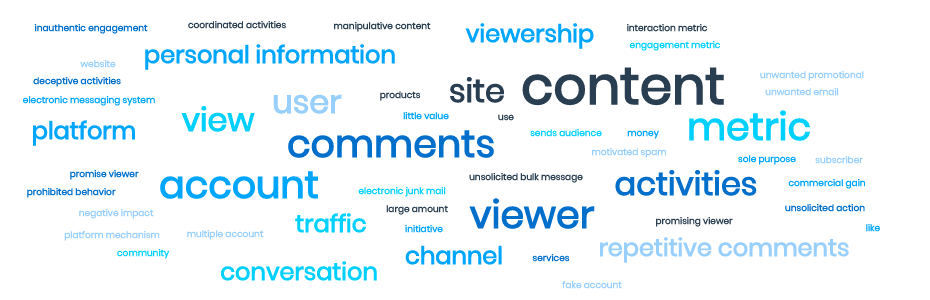 inauthentic engagement
coordinated activities
manipulative content
viewership
interaction metric
engagement metric
personal information
website
deceptive activities
electronic messaging system
user
products
site
content
unwanted promotional
unwanted email
platform
view
little value
use
comments
sends audience
money
metric
motivated spam
sole purpose
subscriber
promise viewer
prohibited behavior
account
electronic junk mail
unsolicited bulk message
activities
commercial gain
negative impact
large amount
viewer
unsolicited action
platform mechanism
multiple account
traffic
initiative
promising viewer
like
community
conversation
channel
services
repetitive comments
fake account